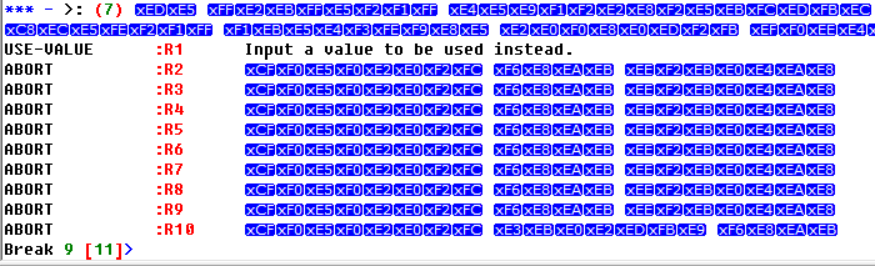 *** - >: (7) xEDxE5 xFFxE2xEBxFFxE5xF2xF1xFF xE4xE5xE9xF1xF2xE2xE8xF2xE5xEBxFCxEDxFBxEC
xC8xECxE5xFExF2xF1xFF xF1xEBxE5xE4xF3xFExF9xE8xE5 xE2xE0xF0xE8xE0xEDxF2xFB xEFxF0xEExE4x
USE-VALUE :R1 Input a value to be used instead.
ABORT :R2 xCFxF0xE5xF0xE2xE0xF2xFC xF6xE8xEAxEB xEExF2xEBxE0xE4xEAxE8
ABORT :R3 xCFxF0xE5xF0xE2xE0xF2xFC xF6xE8xEAxEB xEExF2xEBxE0xE4xEAxE8
ABORT :R4 xCFxF0xE5xF0xE2xE0xF2xFC xF6xE8xEAxEB xEExF2xEBxE0xE4xEAxE8
ABORT :R5 xCFxF0xE5xF0xE2xE0xF2xFC xF6xE8xEAxEB xEExF2xEBxE0xE4xEAxE8
ABORT :R6 xCFxF0xE5xF0xE2xE0xF2xFC xF6xE8xEAxEB xEExF2xEBxE0xE4xEAxE8
ABORT :R7 xCFxF0xE5xF0xE2xE0xF2xFC xF6xE8xEAxEB xEExF2xEBxE0xE4xEAxE8
ABORT :R8 xCFxF0xE5xF0xE2xE0xF2xFC xF6xE8xEAxEB xEExF2xEBxE0xE4xEAxE8
ABORT :R9 xCFxF0xE5xF0xE2xE0xF2xFC xF6xE8xEAxEB xEExF2xEBxE0xE4xEAxE8
ABORT :R10 xCFxF0xE5xF0xE2xE0xF2xFC xE3xEBxE0xE2xEDxFBxE9 xF6xE8xEAxEB
Break 9 [11]>